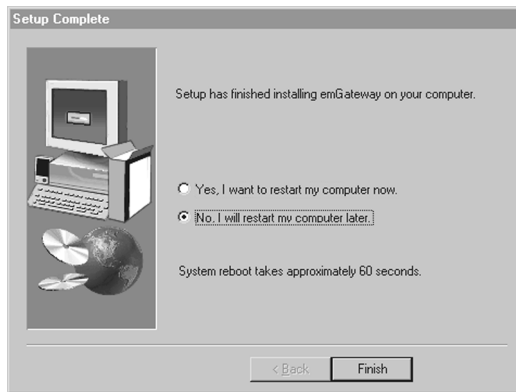 Setup Complete
Setup has finished installing emGateway on your computer.
Yes, I want to restart my computer now.
No, I will restart my computer later.
System reboot takes approximately 60 seconds.
< Back
Finish